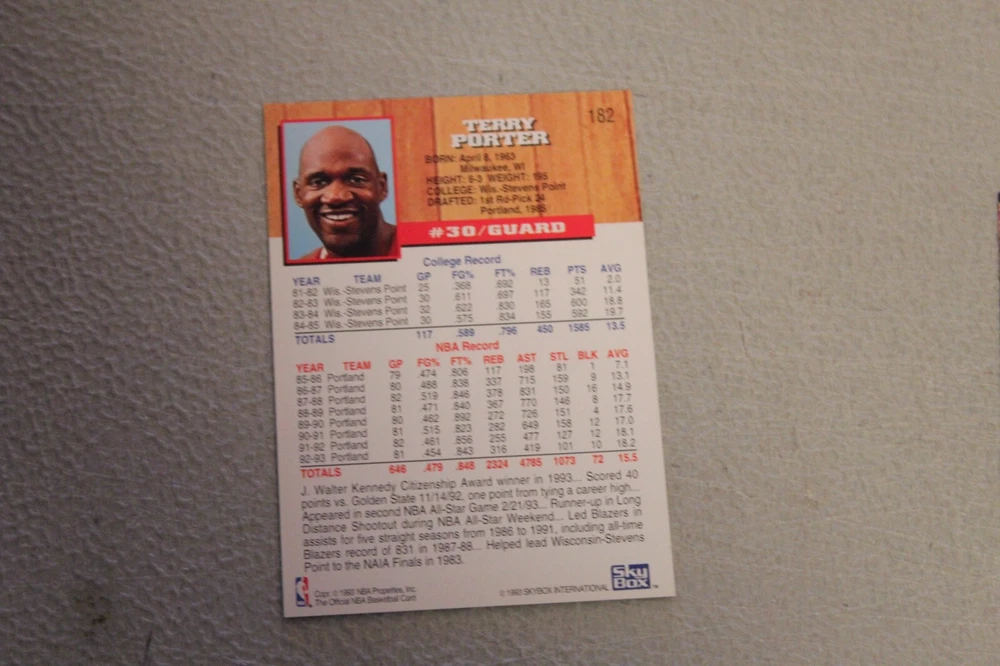 182
TERRY
PORTER
BORN: April 8, 1963
Milwaukee, WI
HEIGHT: 6-3 WEIGHT: 195
COLLEGE: Wis.-Stevens Point
DRAFTED: 1st Rd-Pick 24
Portland, 1985
#30/GUARD
College Record
YEAR TEAM GP FG% FT% REB PTS AVG
81-82 Wis.-Stevens Point 25 .368 .692 13 51 2.0
82-83 Wis.-Stevens Point 30 .611 .697 117 342 11.4
83-84 Wis.-Stevens Point 32 .622 .830 165 600 18.8
84-85 Wis.-Stevens Point 30 .575 .834 155 592 19.7
TOTALS 117 .589 .796 450 1585 13.5
NBA Record
YEAR TEAM GP FG% FT% REB AST STL BLK AVG
85-86 Portland 79 .474 .806 117 198 81 1 7.1
86-87 Portland 80 .488 .838 337 715 159 9 13.1
87-88 Portland 82 .519 .846 378 831 150 16 14.9
88-89 Portland 81 .471 .840 367 770 146 8 17.7
89-90 Portland 80 .462 .892 272 726 151 4 17.6
90-91 Portland 81 .515 .823 282 649 158 12 17.0
91-92 Portland 82 .461 .856 255 477 127 12 18.1
92-93 Portland 81 .454 .843 316 419 101 10 18.2
TOTALS 646 .479 .848 2324 4785 1073 72 15.5
J. Walter Kennedy Citizenship Award winner in 1993... Scored 40
points vs. Golden State 11/14/92, one point from tying a career high...
Appeared in second NBA All-Star Game 2/21/93... Runner-up in Long
Distance Shootout during NBA All-Star Weekend... Led Blazers in
assists for five straight seasons from 1986 to 1991, including all-time
Blazers record of 831 in 1987-88... Helped lead Wisconsin-Stevens
Point to the NAIA Finals in 1983.
Copr. © 1993 NBA Properties, Inc.
The Official NBA Basketball Card
© 1993 SKYBOX INTERNATIONAL
Sky
Box ™